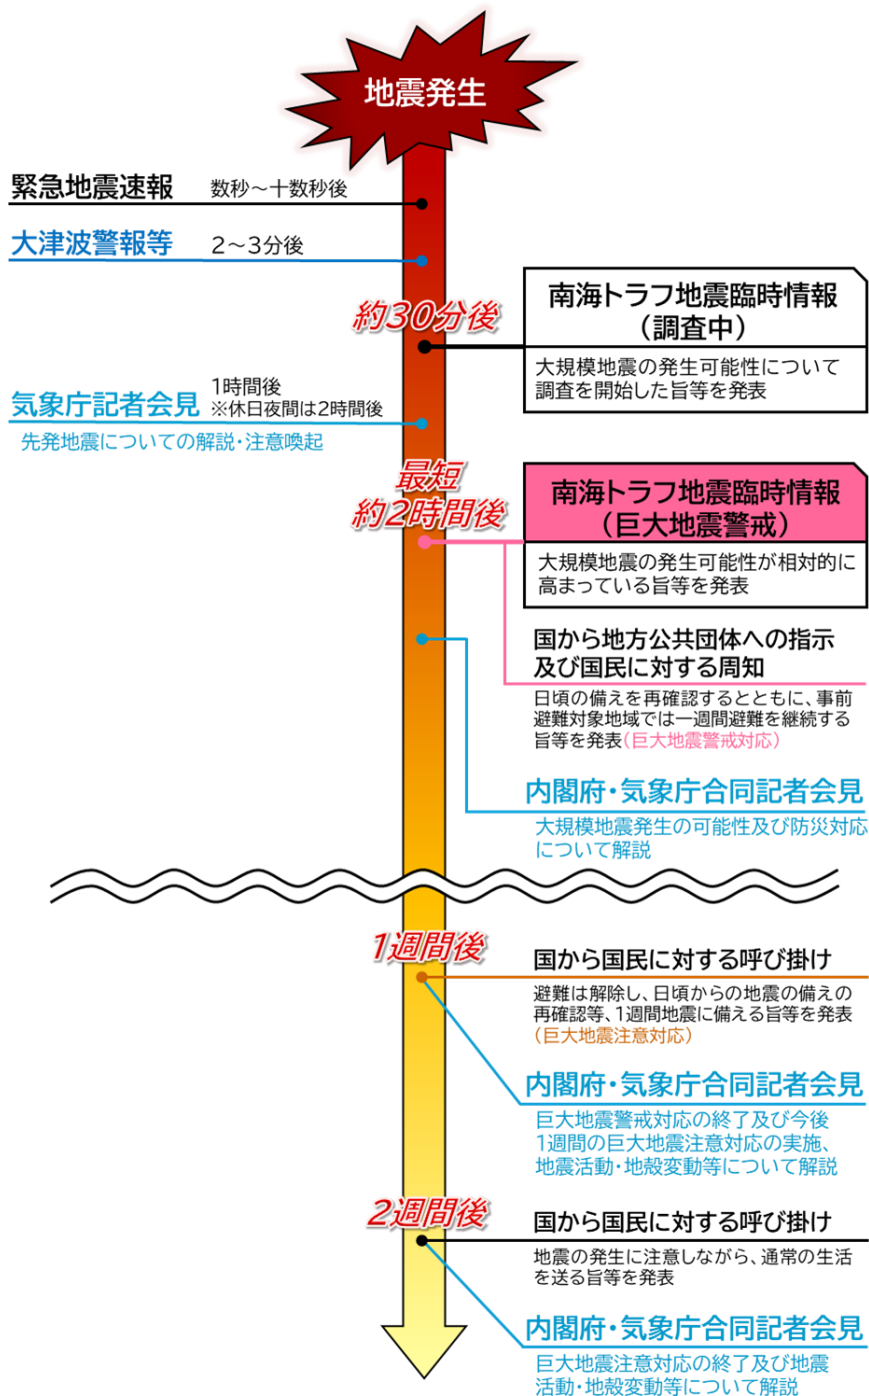 地震発生
緊急地震速報 数秒～十数秒後
大津波警報等 2～3分後
約30分後
南海トラフ地震臨時情報
（調査中）
大規模地震の発生可能性について
調査を開始した旨等を発表
気象庁記者会見 1時間後
※休日夜間は2時間後
先発地震についての解説・注意喚起
最短
約2時間後
南海トラフ地震臨時情報
（巨大地震警戒）
大規模地震の発生可能性が相対的に
高まっている旨等を発表
国から地方公共団体への指示
及び国民に対する周知
日頃の備えを再確認するとともに、事前
避難対象地域では一週間避難を継続する
旨等を発表（巨大地震警戒対応）
内閣府・気象庁合同記者会見
大規模地震発生の可能性及び防災対応
について解説
1週間後
国から国民に対する呼び掛け
避難は解除し、日頃からの地震の備えの
再確認等、1週間地震に備える旨等を発表
（巨大地震注意対応）
内閣府・気象庁合同記者会見
巨大地震警戒対応の終了及び今後
1週間の巨大地震注意対応の実施、
地震活動・地殻変動等について解説
2週間後
国から国民に対する呼び掛け
地震の発生に注意しながら、通常の生活
を送る旨等を発表
内閣府・気象庁合同記者会見
巨大地震注意対応の終了及び地震
活動・地殻変動等について解説